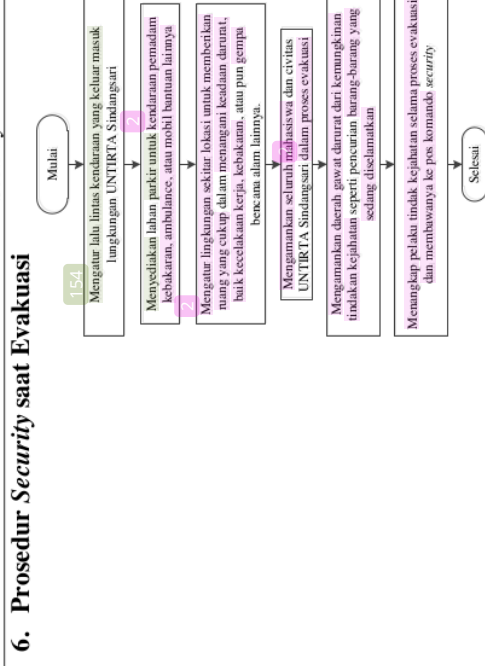 6. Prosedur Security saat Evakuasi
Mulai
154
Mengatur lalu lintas kendaraan yang keluar masuk
lungkungan UNTIRTA Sindangsari
2
Menyediakan lahan parkir untuk kendaraan pemadam
kebakaran, ambulance, atau mobil bantuan lainnya
2
Mengatur lingkungan sekitar lokasi untuk memberikan
ruang yang cukup dalam menangani keadaan darurat,
baik kecelakaan kerja, kebakaran, atau pun gempa
bencana alam lainnya.
Mengamankan seluruh mahasiswa dan civitas
UNTIRTA Sindangsari dalam proses evakuasi
Mengamankan daerah gawat darurat dari kemungkinan
tindakan kejahatan seperti pencurian barang-barang yang
sedang diselamatkan
Menangkap pelaku tindak kejahatan selama proses evakuasi
dan membawanya ke pos komando security
Selesai